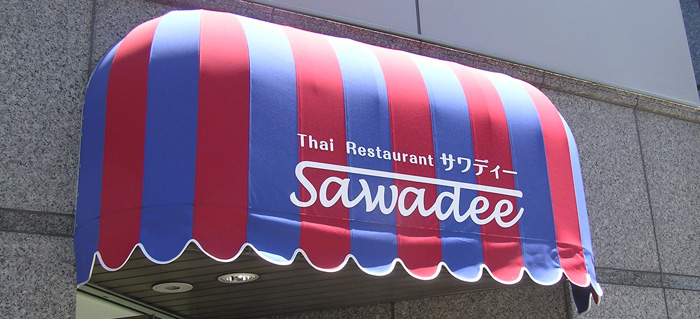 Thai Restaurant サワディー
Sawadee